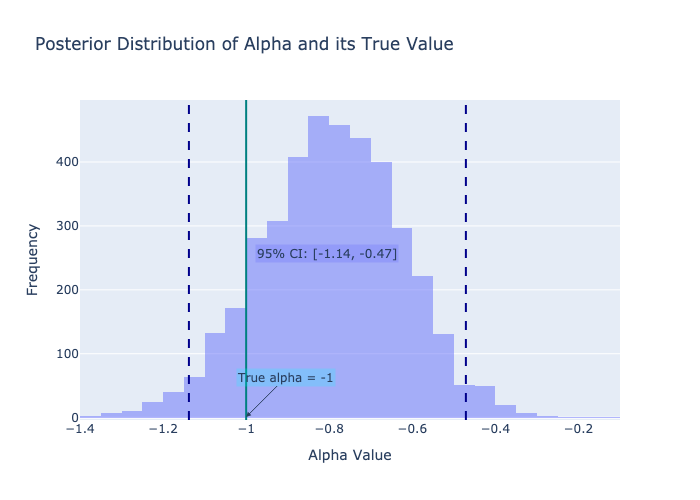 Posterior Distribution of Alpha and its True Value
Frequency
400
300
200
100
0
95% CI: [-1.14, -0.47]
True alpha = -1
−1.4 −1.2 −1 −0.8 −0.6 −0.4 −0.2
Alpha Value